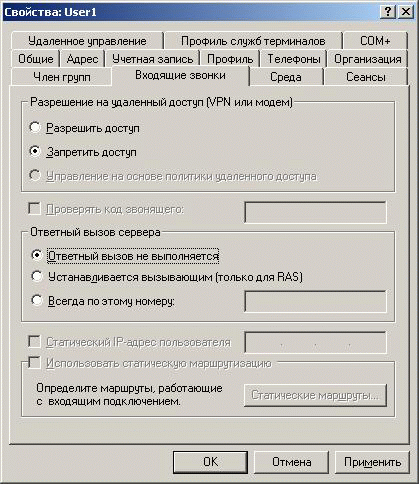 Свойства: User1
Удаленное управление
Профиль служб терминалов
COM+
Общие
Адрес
Учетная запись
Профиль
Телефоны
Организация
Член групп
Входящие звонки
Среда
Сеансы
Разрешение на удаленный доступ (VPN или модем)
Разрешить доступ
Запретить доступ
Управление на основе политики удаленного доступа
Проверять код звонящего:
Ответный вызов сервера
Ответный вызов не выполняется
Устанавливается вызывающим (только для RAS)
Всегда по этому номеру:
Статический IP-адрес пользователя
Использовать статическую маршрутизацию
Определите маршруты, работающие
с входящим подключением.
Статические маршруты...
OK
Отмена
Применить